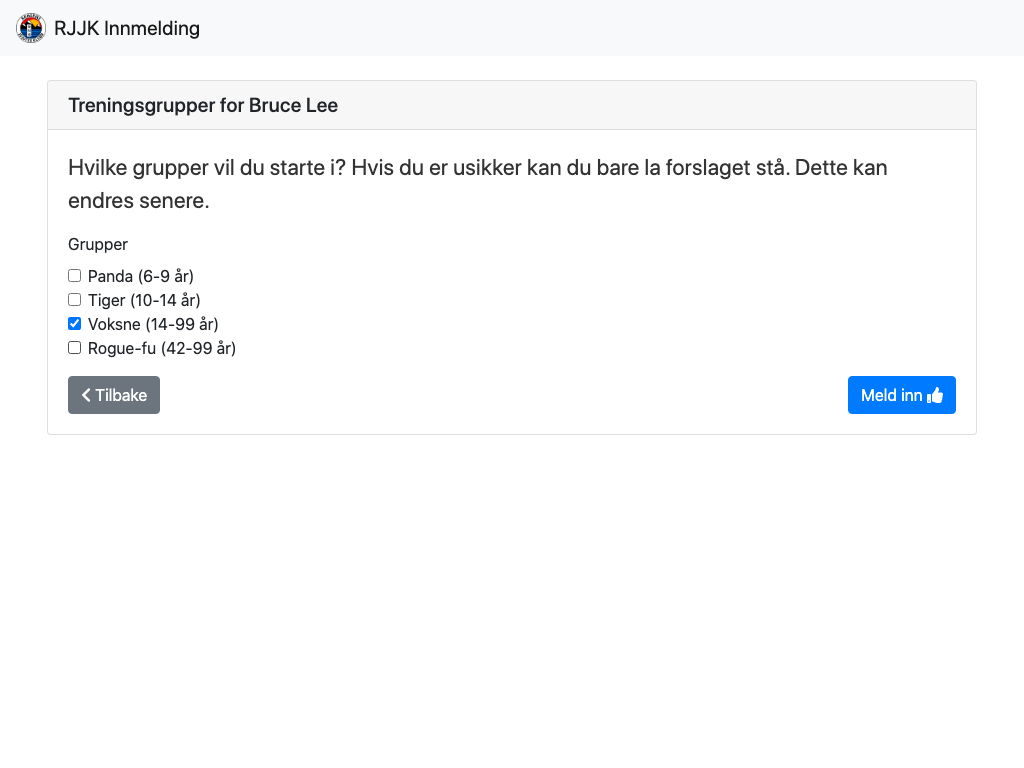 RJJK Innmelding
Treningsgrupper for Bruce Lee
Hvilke grupper vil du starte i? Hvis du er usikker kan du bare la forslaget stå. Dette kan
endres senere.
Grupper
Panda (6-9 år)
Tiger (10-14 år)
Voksne (14-99 år)
Rogue-fu (42-99 år)
Tilbake
Meld inn